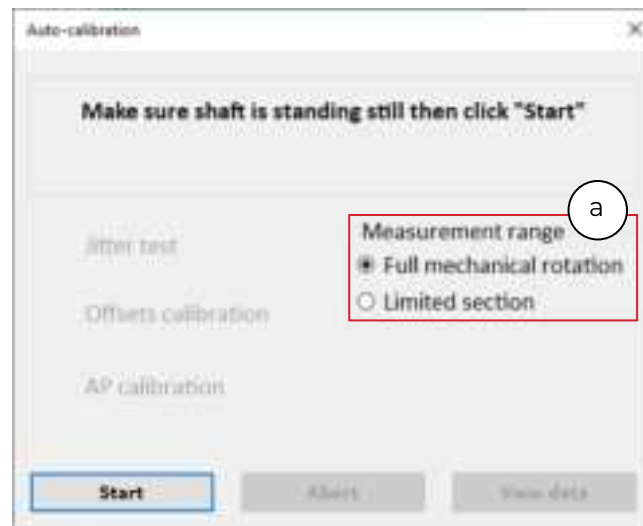 Auto-calibration
Make sure shaft is standing still then click "Start"
a
Measurement range
Jitter test
Full mechanical rotation
Limited section
Offsets calibration
AP calibration
Start
Abort
View data